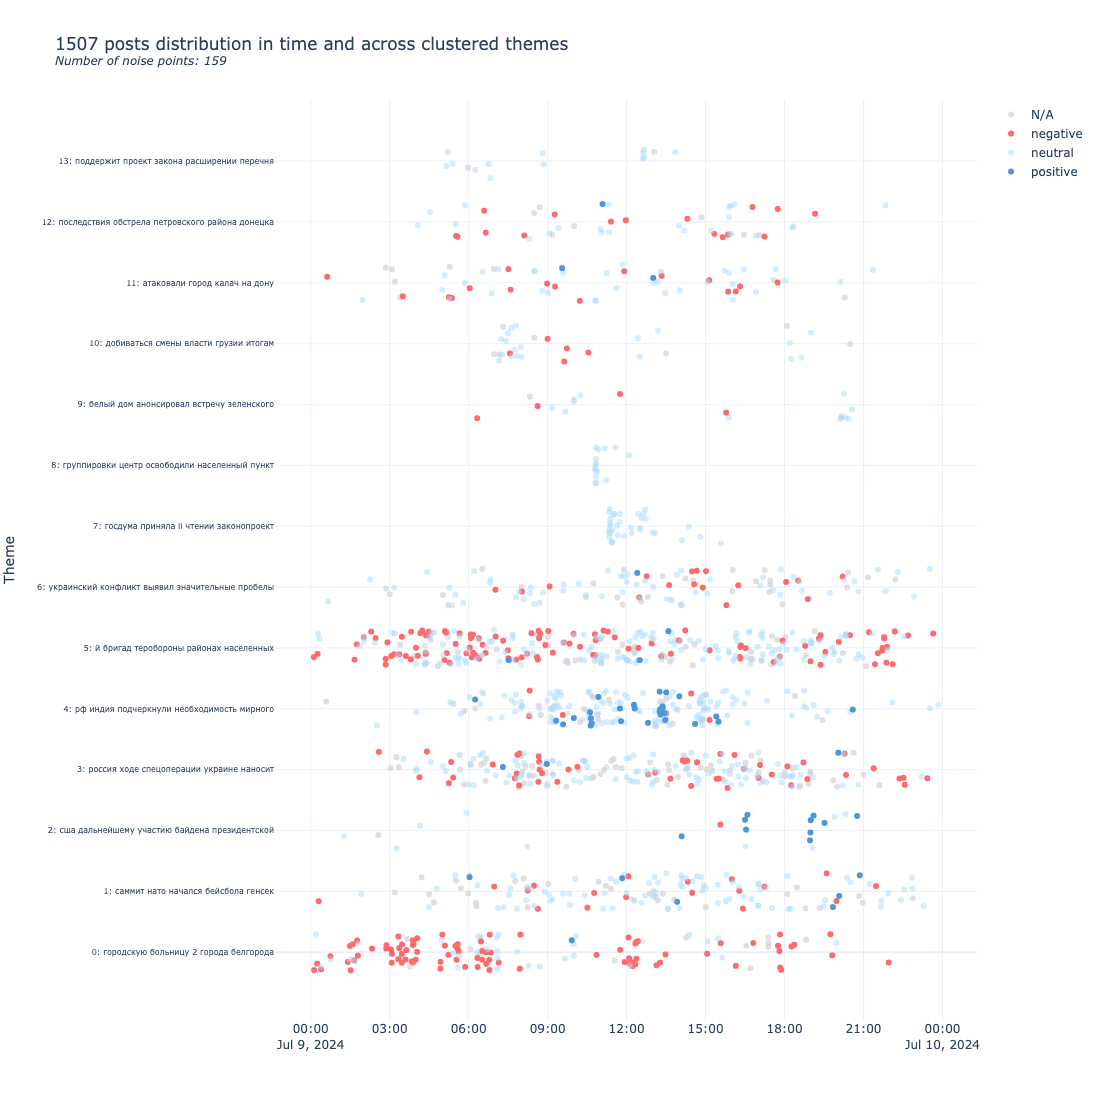 1507 posts distribution in time and across clustered themes
Number of noise points: 159
N/A
negative
neutral
positive
Theme
13: поддержит проект закона расширении перечня
12: последствия обстрела петровского района донецка
11: атаковали город калач на дону
10: добиваться смены власти грузии итогам
9: белый дом анонсировал встречу зеленского
8: группировки центр освободили населенный пункт
7: госдума приняла ii чтении законопроект
6: украинский конфликт выявил значительные пробелы
5: й бригад теробороны районах населенных
4: рф индия подчеркнули необходимость мирного
3: россия ходе спецоперации украине наносит
2: сша дальнейшему участию байдена президентской
1: саммит нато начался бейсбола генсек
0: городскую больницу 2 города белгорода
00:00 03:00 06:00 09:00 12:00 15:00 18:00 21:00 00:00
Jul 9, 2024 Jul 10, 2024